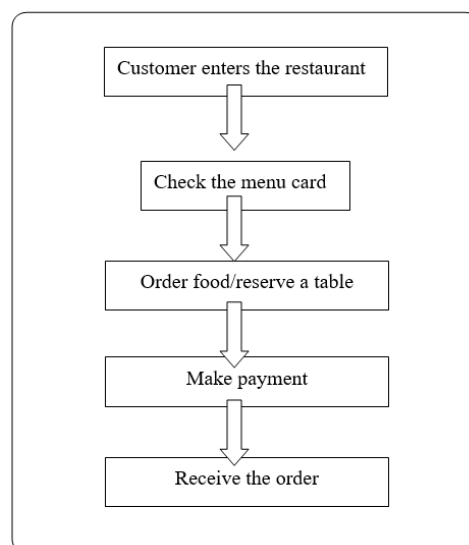 Customer enters the restaurant
Check the menu card
Order food/reserve a table
Make payment
Receive the order